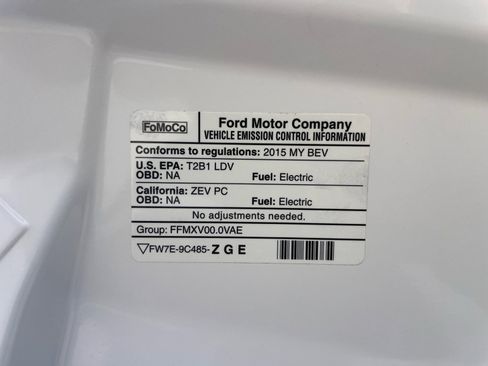 FoMoCo
Ford Motor Company
VEHICLE EMISSION CONTROL INFORMATION
Conforms to regulations: 2015 MY BEV
U.S. EPA: T2B1 LDV
OBD: NA Fuel: Electric
California: ZEV PC
OBD: NA Fuel: Electric
No adjustments needed.
Group: FFMXV00.0VAE
FW7E-9C485-ZGE